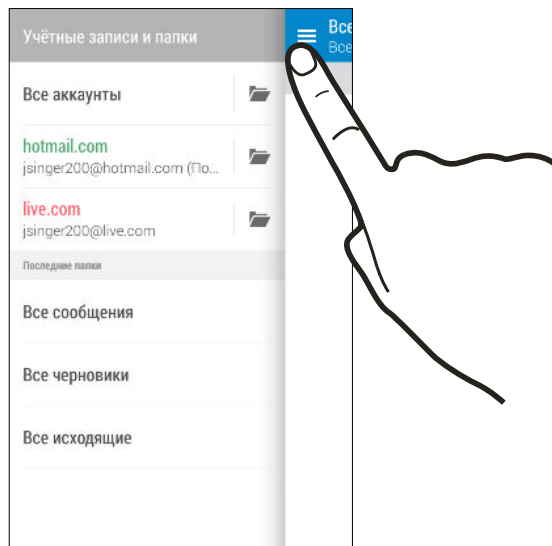 Учётные записи и папки
Все
Все
Все аккаунты
hotmail.com
jsinger200@hotmail.com (По...
live.com
jsinger200@live.com
Последние папки
Все сообщения
Все черновики
Все исходящие